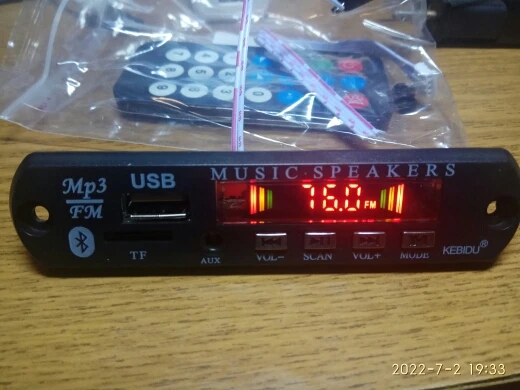 MUSIC SPEAKERS
Mp3
FM
USB
76.0 FM
TF
AUX
VOL-
SCAN
VOL+
MODE
KEBIDU®
2022-7-2 19:33